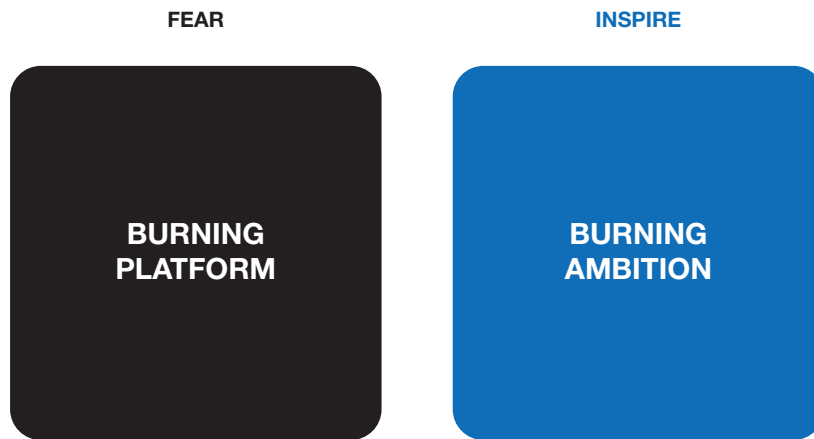 FEAR
INSPIRE
BURNING
PLATFORM
BURNING
AMBITION